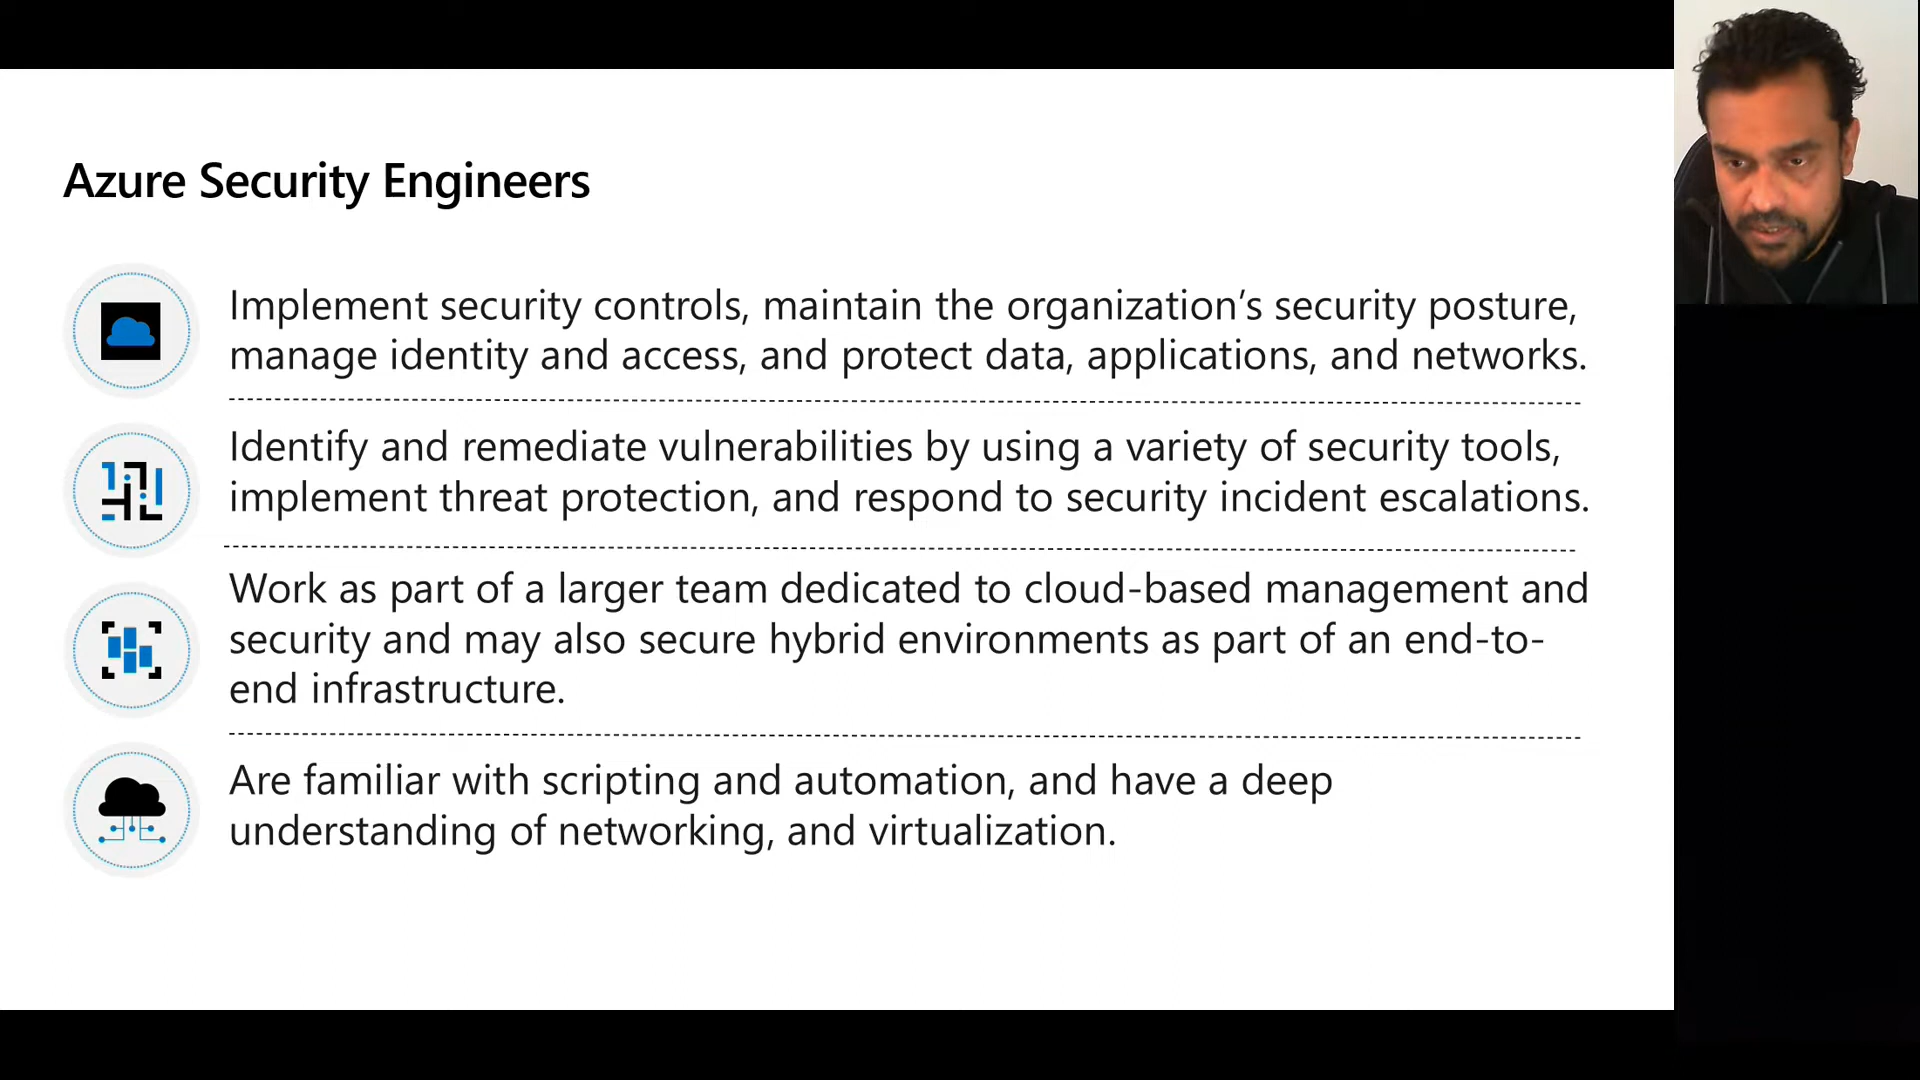 Azure Security Engineers
Implement security controls, maintain the organization’s security posture,
manage identity and access, and protect data, applications, and networks.
Identify and remediate vulnerabilities by using a variety of security tools,
implement threat protection, and respond to security incident escalations.
Work as part of a larger team dedicated to cloud-based management and
security and may also secure hybrid environments as part of an end-to-
end infrastructure.
Are familiar with scripting and automation, and have a deep
understanding of networking, and virtualization.